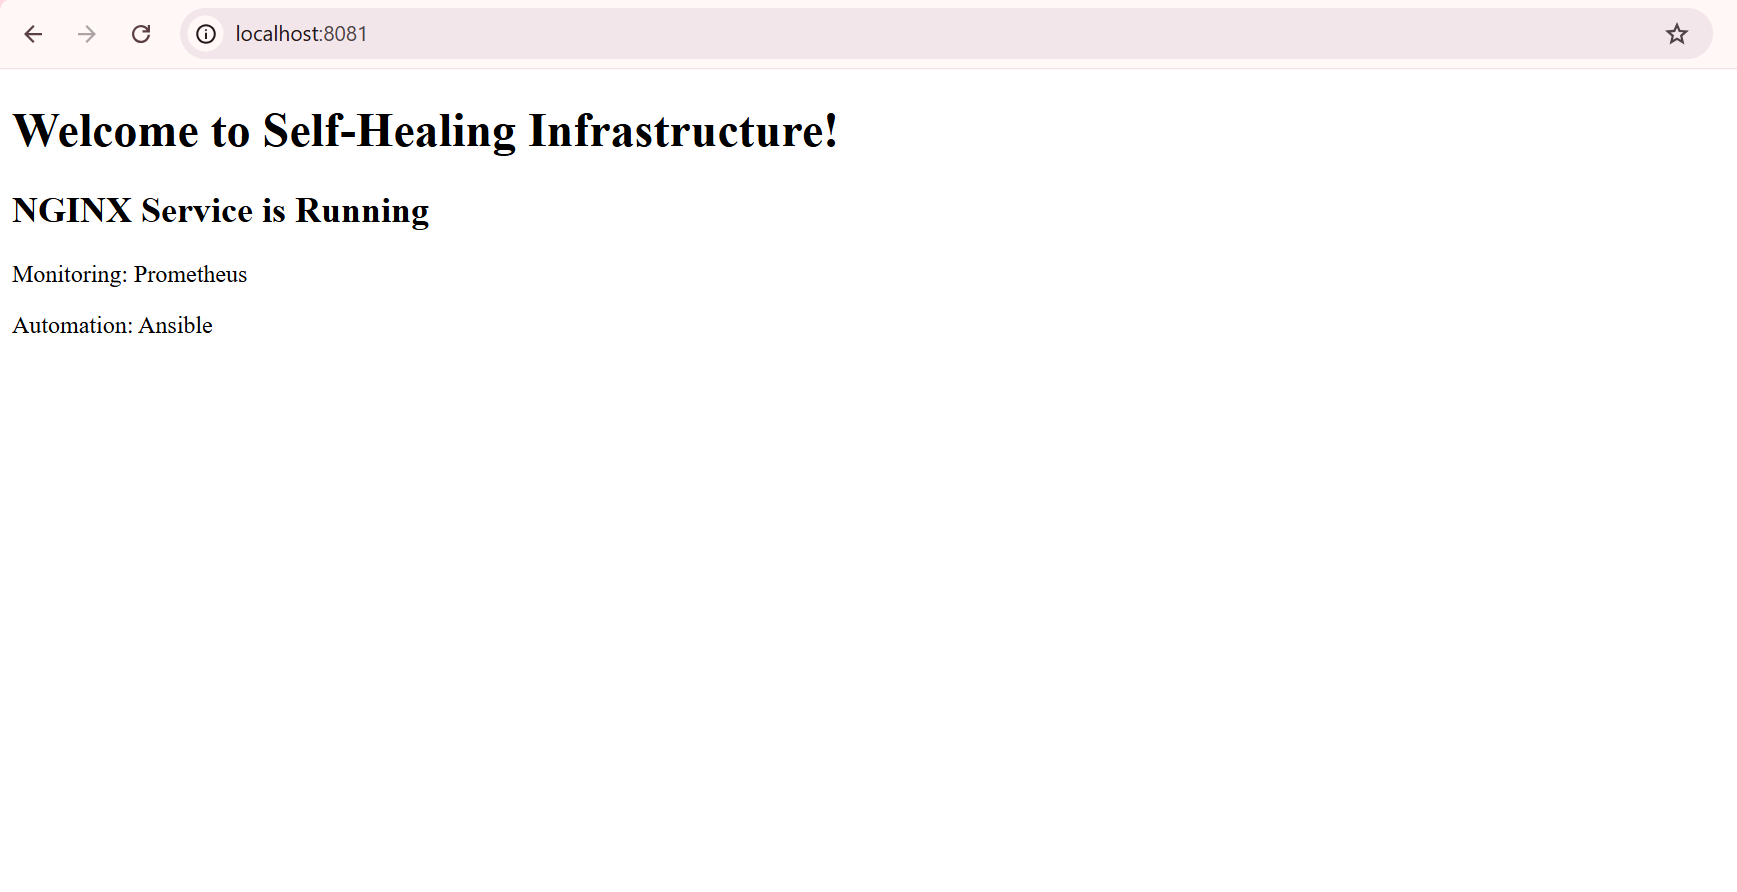 localhost:8081
Welcome to Self-Healing Infrastructure!
NGINX Service is Running
Monitoring: Prometheus
Automation: Ansible